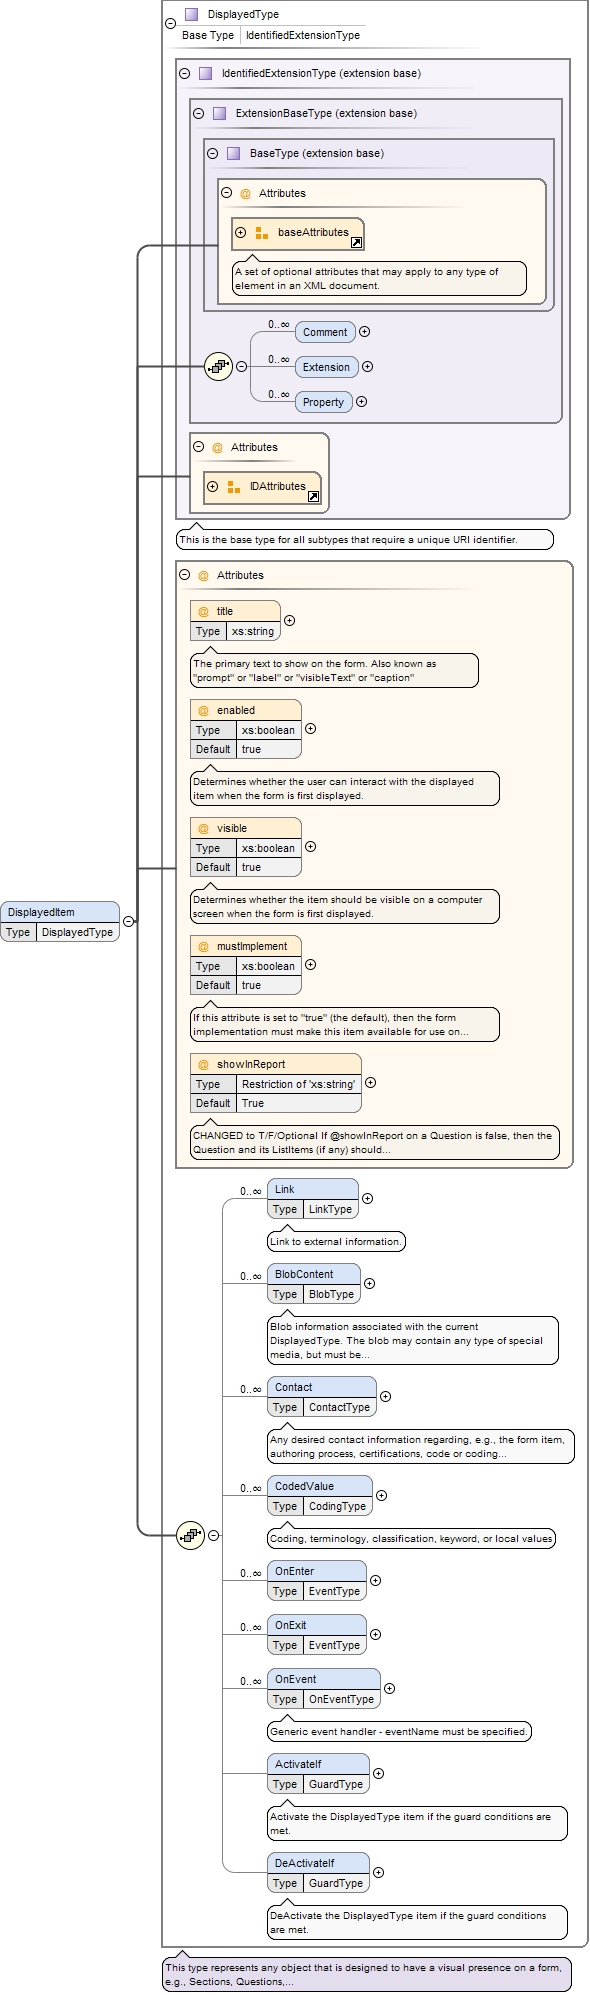 DisplayedType
Base Type IdentifiedExtensionType
IdentifiedExtensionType (extension base)
ExtensionBaseType (extension base)
BaseType (extension base)
@ Attributes
baseAttributes
A set of optional attributes that may apply to any type of
element in an XML document.
0..∞ Comment
0..∞ Extension
0..∞ Property
@ Attributes
IDAttributes
This is the base type for all subtypes that require a unique URI identifier.
@ Attributes
@ title
Type xs:string
The primary text to show on the form. Also known as
"prompt" or "label" or "visibleText" or "caption"
@ enabled
Type xs:boolean
Default true
Determines whether the user can interact with the displayed
item when the form is first displayed.
@ visible
Type xs:boolean
Default true
Determines whether the item should be visible on a computer
screen when the form is first displayed.
DisplayedItem
Type DisplayedType
@ mustImplement
Type xs:boolean
Default true
If this attribute is set to "true" (the default), then the form
implementation must make this item available for use on...
@ showInReport
Type Restriction of 'xs:string'
Default True
CHANGED to T/F/Optional If @showInReport on a Question is false, then the
Question and its ListItems (if any) should...
0..∞ Link
Type LinkType
Link to external information.
0..∞ BlobContent
Type BlobType
Blob information associated with the current
DisplayedType. The blob may contain any type of special
media, but must be...
0..∞ Contact
Type ContactType
Any desired contact information regarding, e.g., the form item,
authoring process, certifications, code or coding...
0..∞ CodedValue
Type CodingType
Coding, terminology, classification, keyword, or local values
0..∞ OnEnter
Type EventType
0..∞ OnExit
Type EventType
0..∞ OnEvent
Type OnEventType
Generic event handler - eventName must be specified.
ActivateIf
Type GuardType
Activate the DisplayedType item if the guard conditions are
met.
DeActivateIf
Type GuardType
DeActivate the DisplayedType item if the guard conditions
are met.
This type represents any object that is designed to have a visual presence on a form,
e.g., Sections, Questions,...